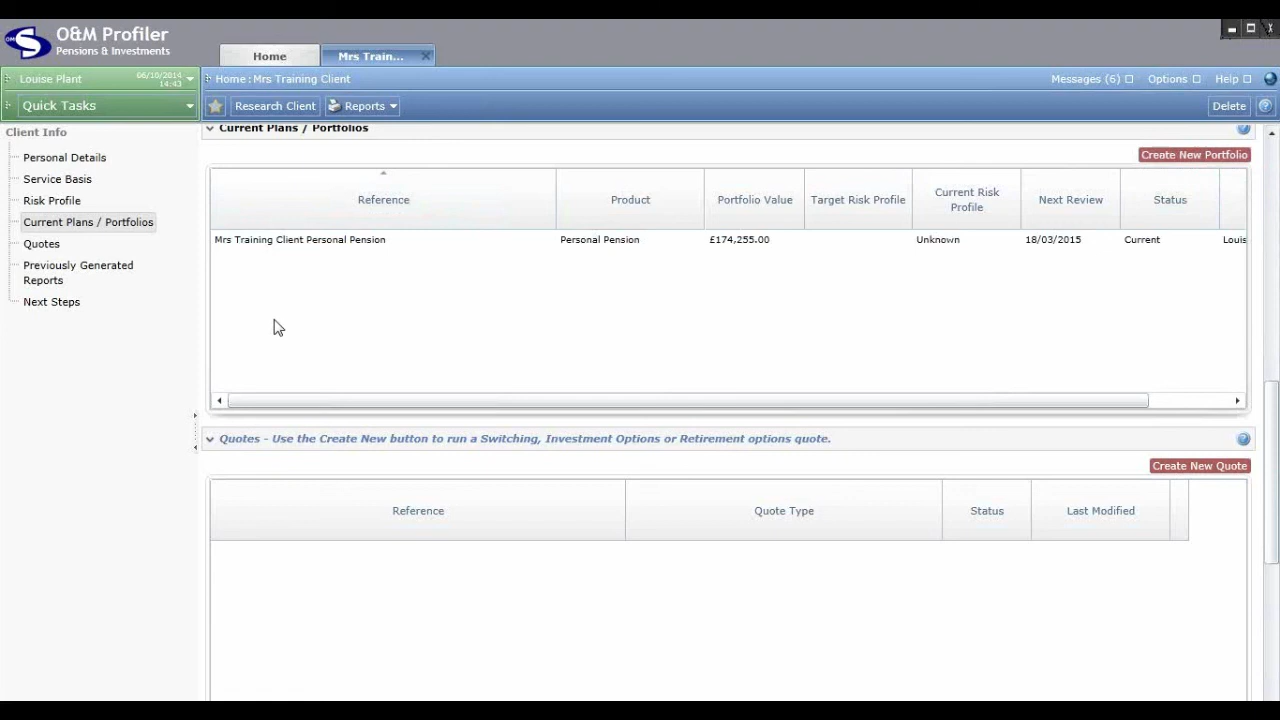 O&M Profiler
Pensions & Investments
Home
Mrs Train...
Louise Plant
06/10/2014
14:43
Home : Mrs Training Client
Messages (6)
Options
Help
Quick Tasks
Research Client
Reports
Delete
Client Info
Personal Details
Service Basis
Risk Profile
Current Plans / Portfolios
Quotes
Previously Generated
Reports
Next Steps
Current Plans / Portfolios
Create New Portfolio
Reference
Product
Portfolio Value
Target Risk Profile
Current Risk
Profile
Next Review
Status
Mrs Training Client Personal Pension
Personal Pension
£174,255.00
Unknown
18/03/2015
Current
Louis
Quotes - Use the Create New button to run a Switching, Investment Options or Retirement options quote.
Create New Quote
Reference
Quote Type
Status
Last Modified